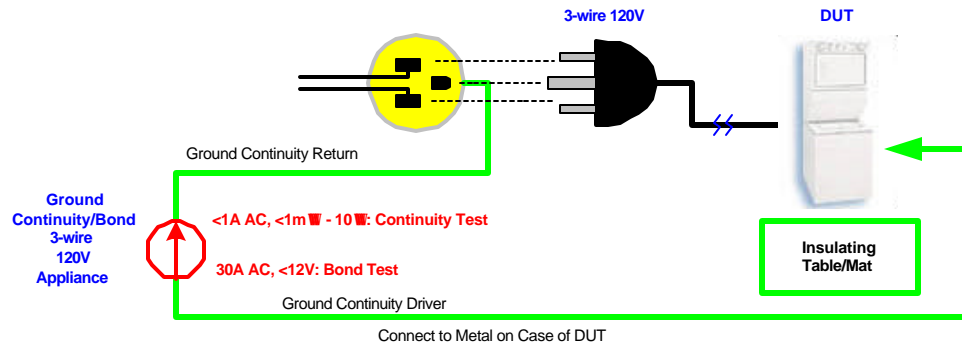 3-wire 120V
DUT
Ground Continuity Return
Ground
Continuity/Bond
3-wire
120V
Appliance
<1A AC, <1m - 10 : Continuity Test
30A AC, <12V: Bond Test
Insulating
Table/Mat
Ground Continuity Driver
Connect to Metal on Case of DUT